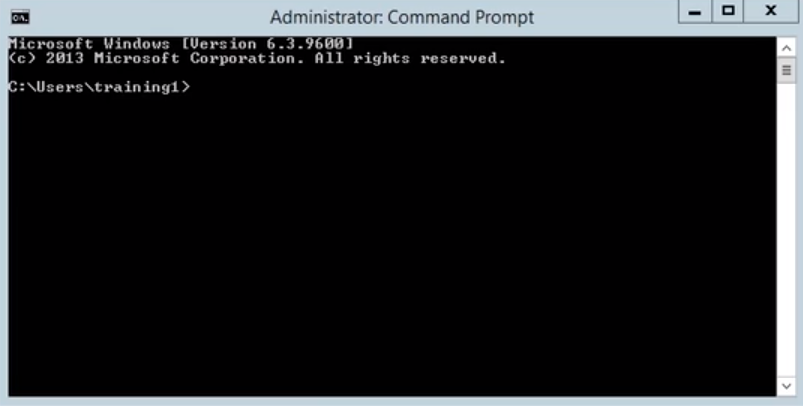 Administrator: Command Prompt
Microsoft Windows [Version 6.3.9600]
(c) 2013 Microsoft Corporation. All rights reserved.
C:\Users\training1>